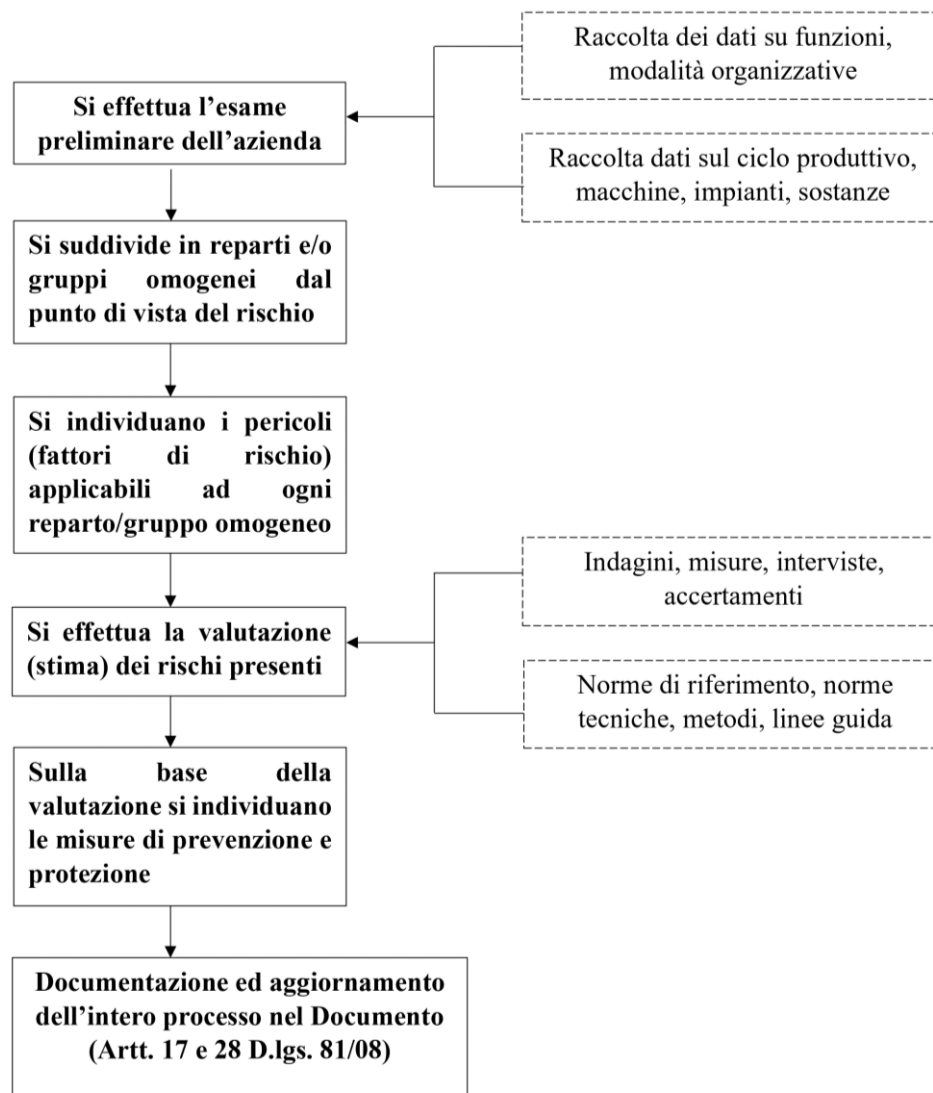 Raccolta dei dati su funzioni,
modalità organizzative
Si effettua l’esame
preliminare dell’azienda
Raccolta dati sul ciclo produttivo,
macchine, impianti, sostanze
Si suddivide in reparti e/o
gruppi omogenei dal
punto di vista del rischio
Si individuano i pericoli
(fattori di rischio)
applicabili ad ogni
reparto/gruppo omogeneo
Indagini, misure, interviste,
accertamenti
Si effettua la valutazione
(stima) dei rischi presenti
Norme di riferimento, norme
tecniche, metodi, linee guida
Sulla base della
valutazione si individuano
le misure di prevenzione e
protezione
Documentazione ed aggiornamento
dell’intero processo nel Documento
(Artt. 17 e 28 D.lgs. 81/08)